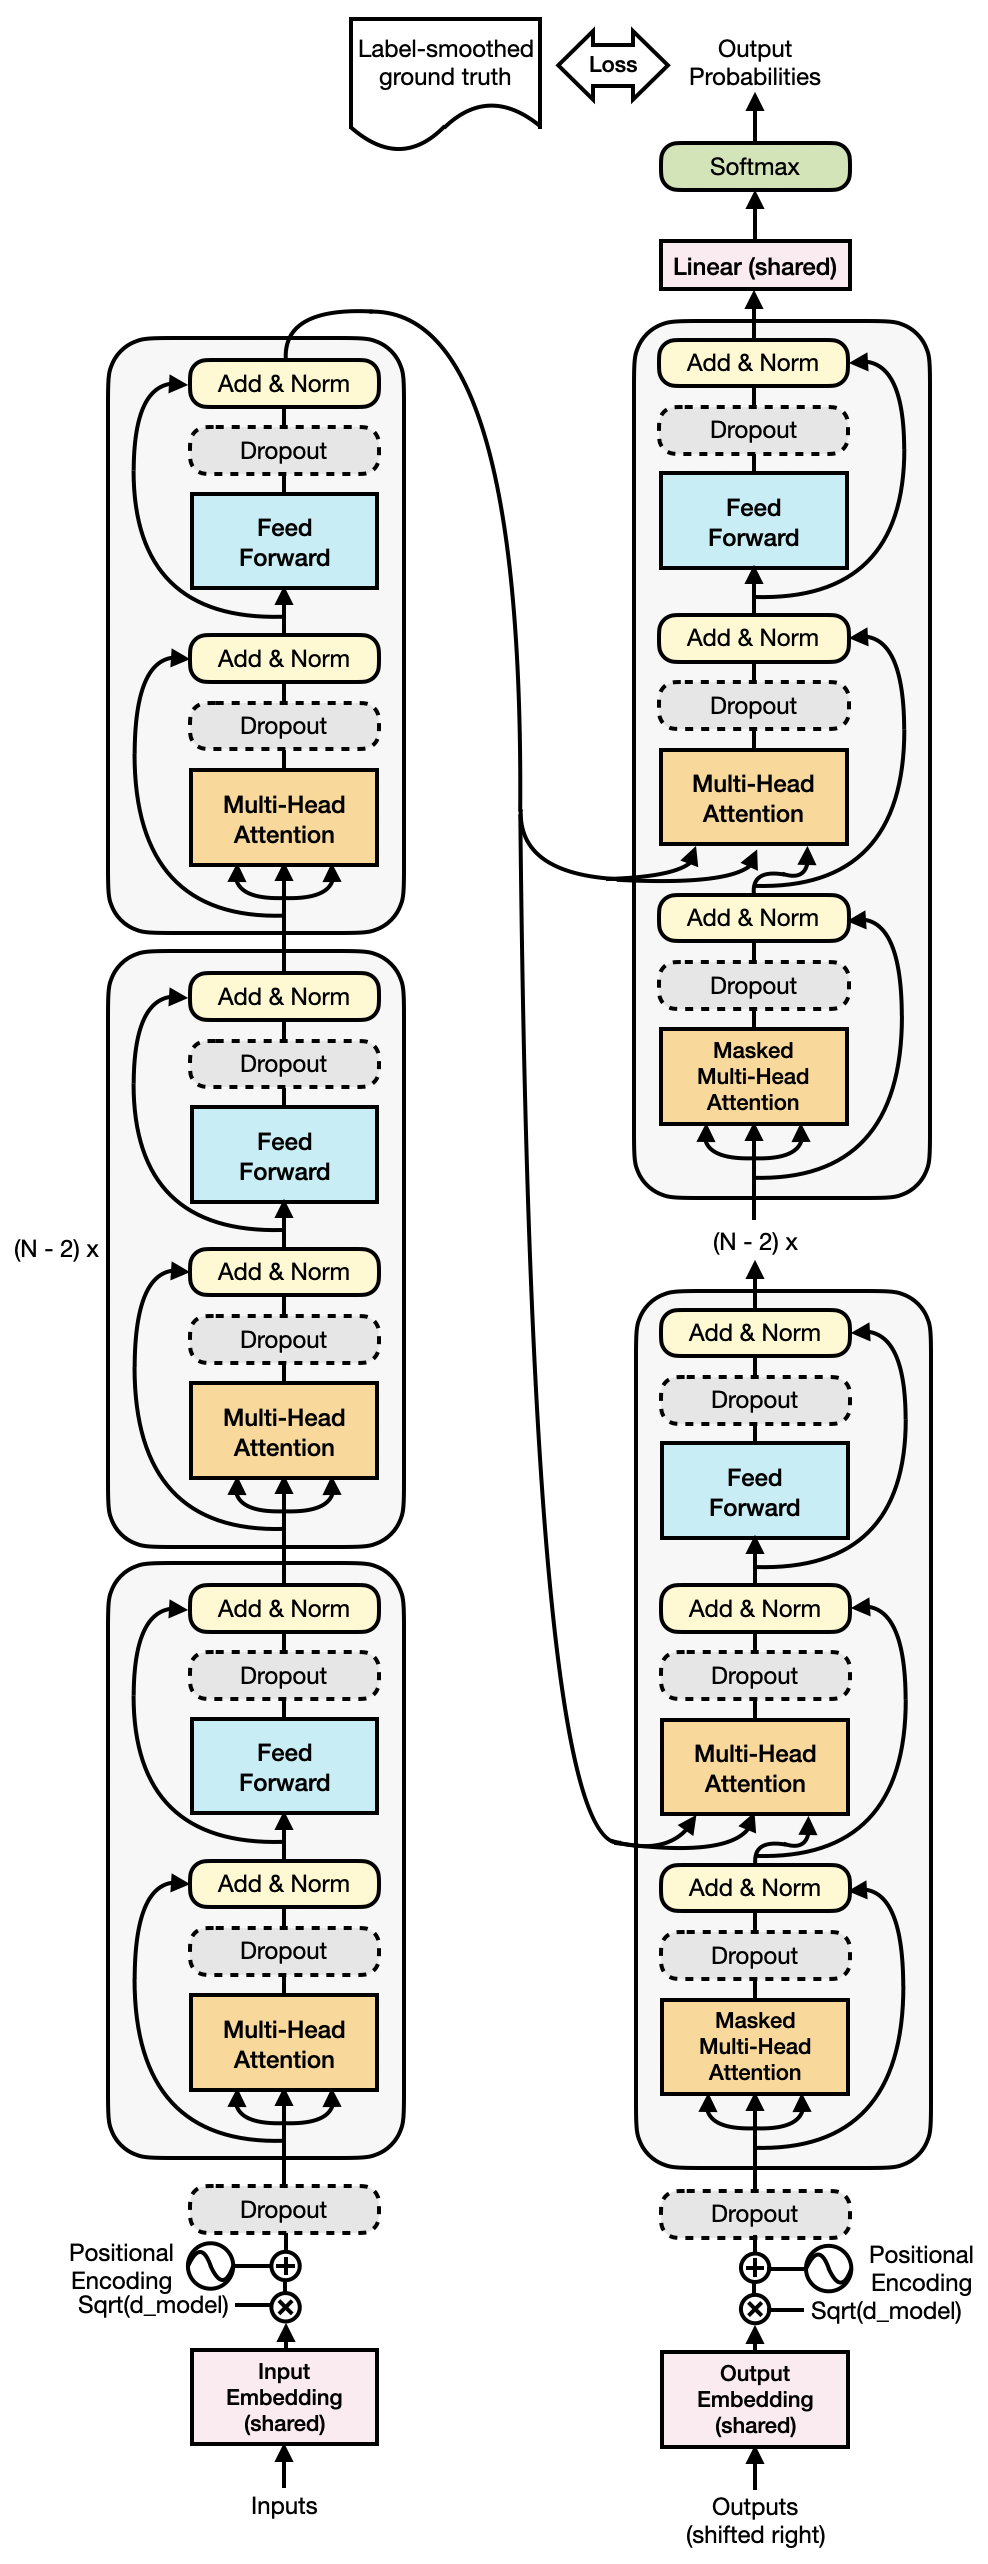 Label-smoothed
ground truth
Loss
Output
Probabilities
Softmax
Linear (shared)
Add & Norm
Dropout
Feed
Forward
Add & Norm
Dropout
Multi-Head
Attention
Add & Norm
Dropout
Feed
Forward
Add & Norm
Dropout
Multi-Head
Attention
(N - 2) x
Add & Norm
Dropout
Feed
Forward
Add & Norm
Dropout
Multi-Head
Attention
Dropout
Positional
Encoding
Sqrt(d_model)
Input
Embedding
(shared)
Inputs
Add & Norm
Dropout
Feed
Forward
Add & Norm
Dropout
Multi-Head
Attention
Add & Norm
Dropout
Masked
Multi-Head
Attention
(N - 2) x
Add & Norm
Dropout
Feed
Forward
Add & Norm
Dropout
Multi-Head
Attention
Add & Norm
Dropout
Masked
Multi-Head
Attention
Dropout
Positional
Encoding
Sqrt(d_model)
Output
Embedding
(shared)
Outputs
(shifted right)